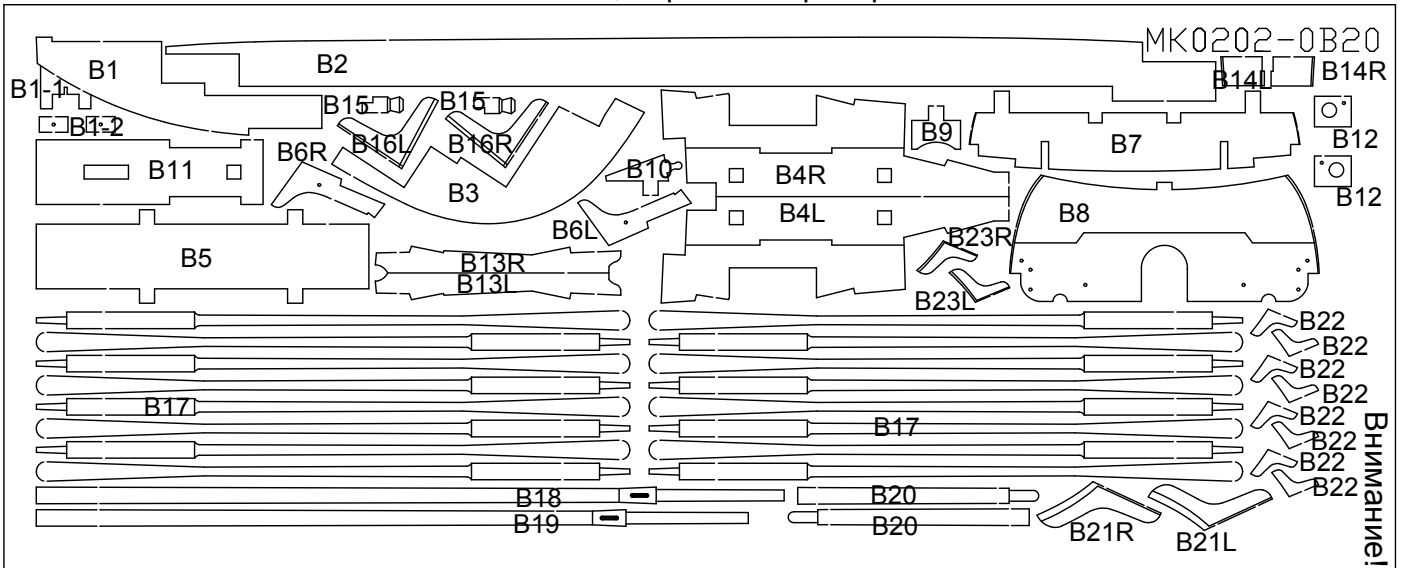 MK0202-0B20
B1
B2
B1-1
B14L
B14R
B15
B15
B1-2
B16L
B16R
B9
B7
B12
B6R
B11
B10
B4R
B3
B12
B4L
B8
B6L
B23R
B5
B13R
B13L
B23L
B22
B22
B22
B22
B17
B17
B22
B22
B22
B22
B18
B20
B19
B20
B21R
B21L
Внимание!